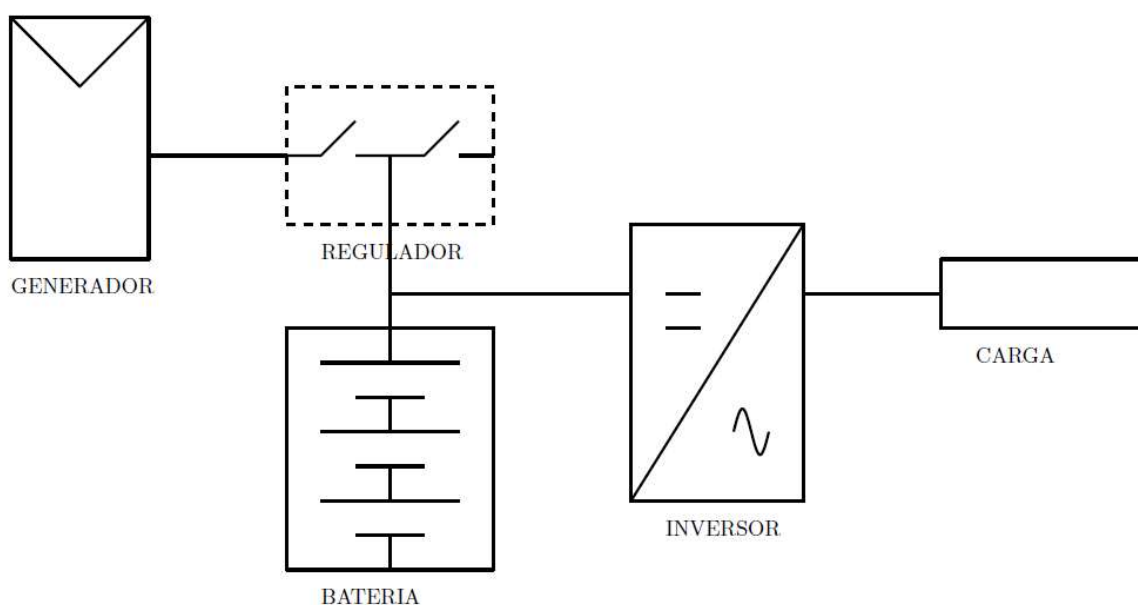 REGULADOR
GENERADOR
CARGA
INVERSOR
BATERIA